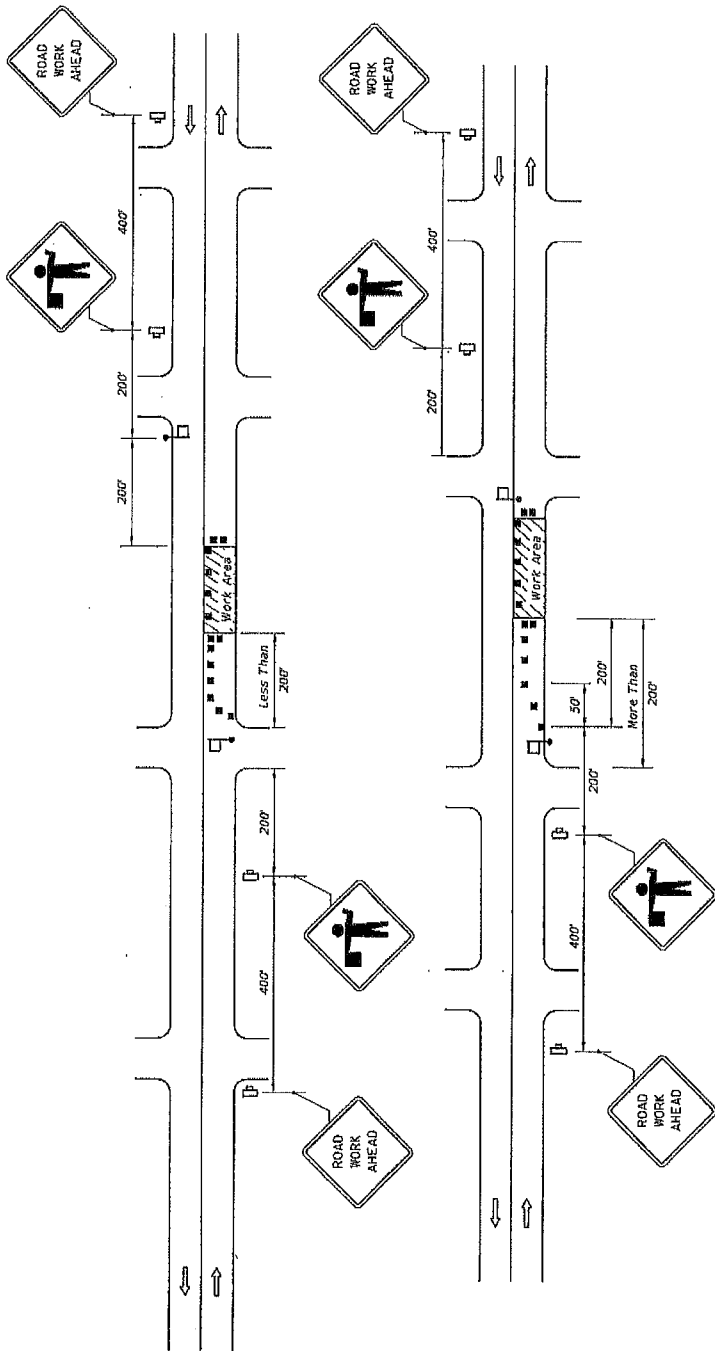 ROAD
WORK
AHEAD
400'
200'
200'
Work Area
Less Than
200'
200'
400'
ROAD
WORK
AHEAD
ROAD
WORK
AHEAD
400'
200'
Work Area
200'
More Than
200'
50'
200'
400'
ROAD
WORK
AHEAD